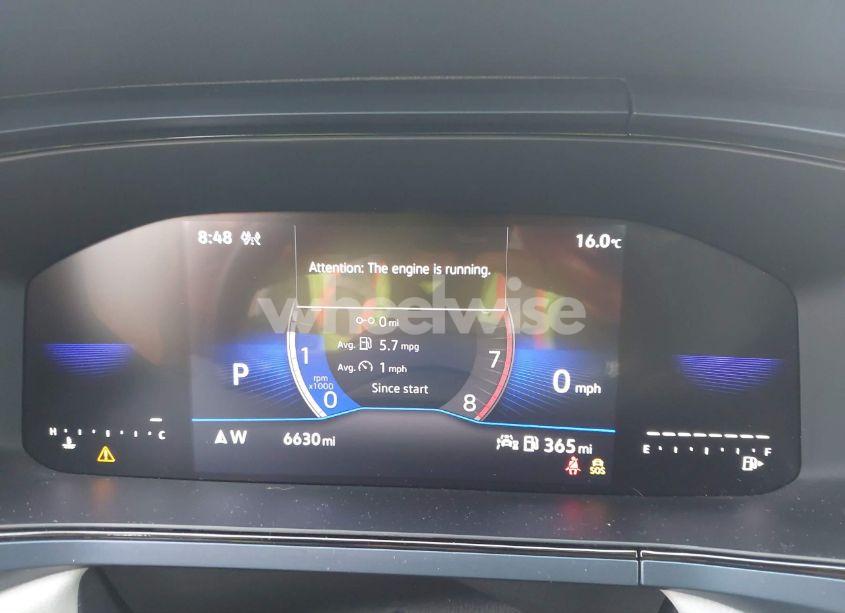 8:48
16.0°C
Attention: The engine is running.
wheelwise
0 mi
Avg. 5.7 mpg
Avg. 1 mph
Since start
1
7
rpm
x1000
0
8
P
0 mph
H C
E F
W
6630 mi
365 mi
SOS